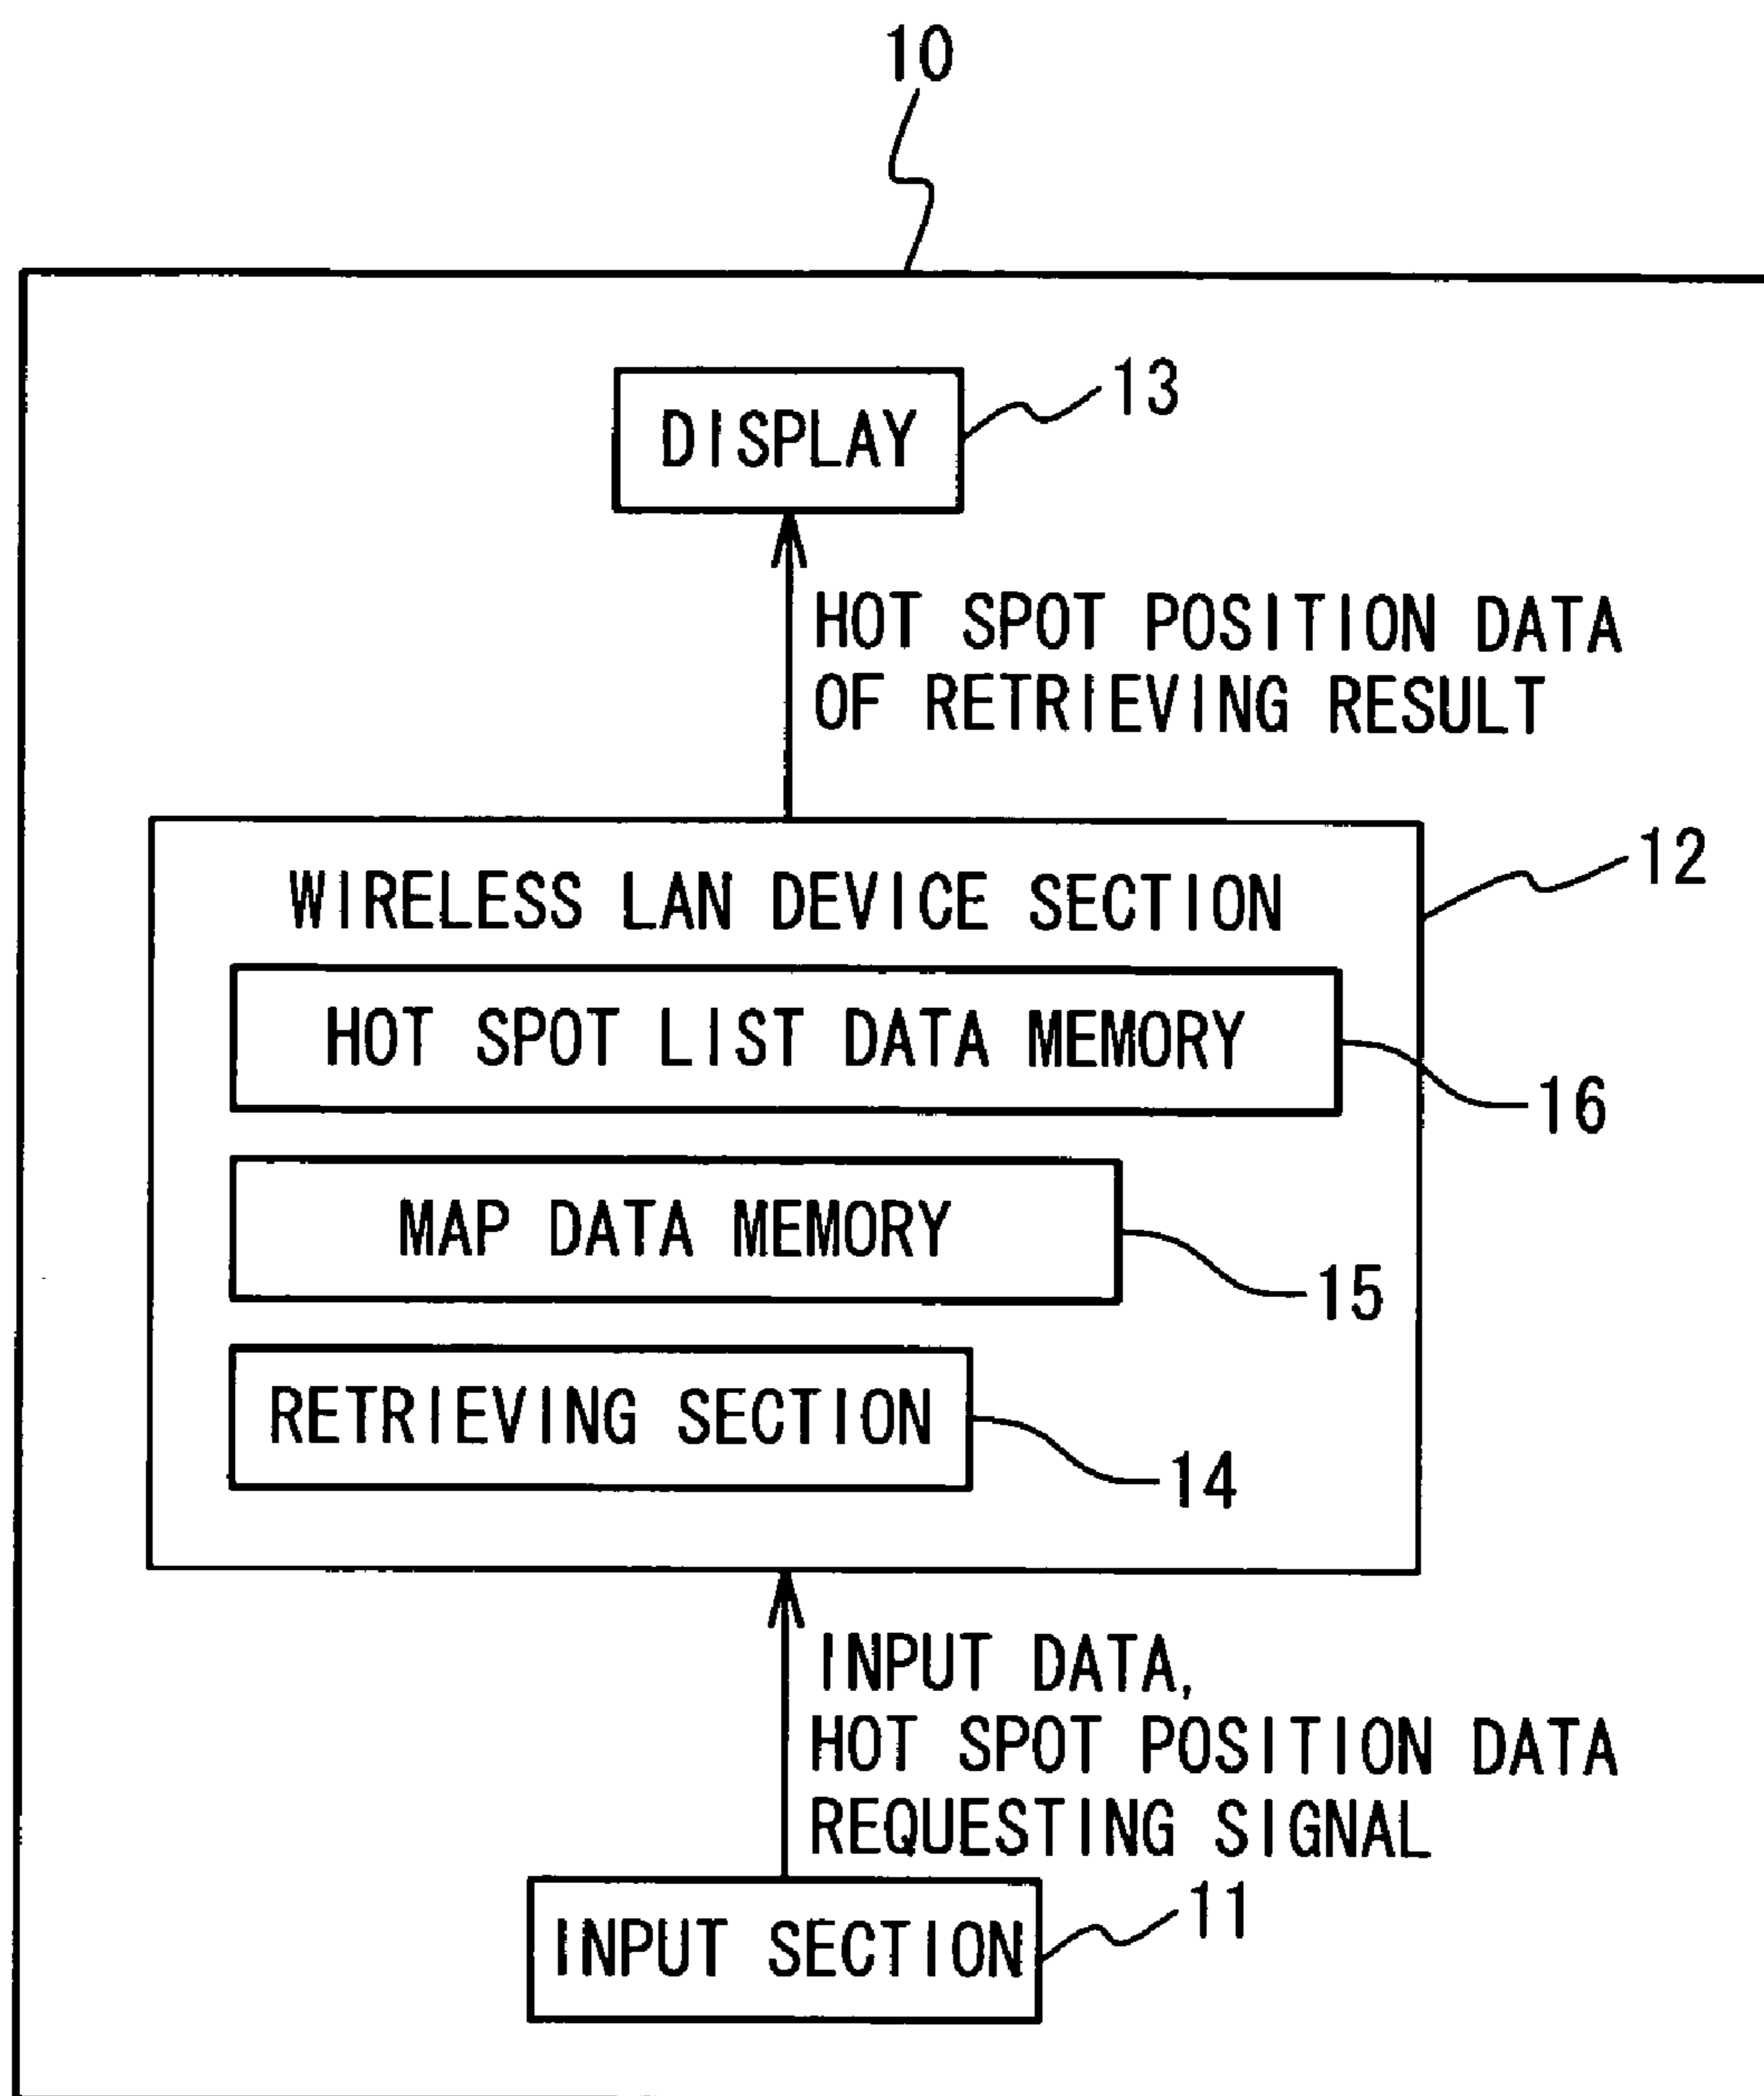 10
DISPLAY
13
HOT SPOT POSITION DATA
OF RETRIEVING RESULT
WIRELESS LAN DEVICE SECTION
12
HOT SPOT LIST DATA MEMORY
16
MAP DATA MEMORY
15
RETRIEVING SECTION
14
INPUT DATA,
HOT SPOT POSITION DATA
REQUESTING SIGNAL
INPUT SECTION
11